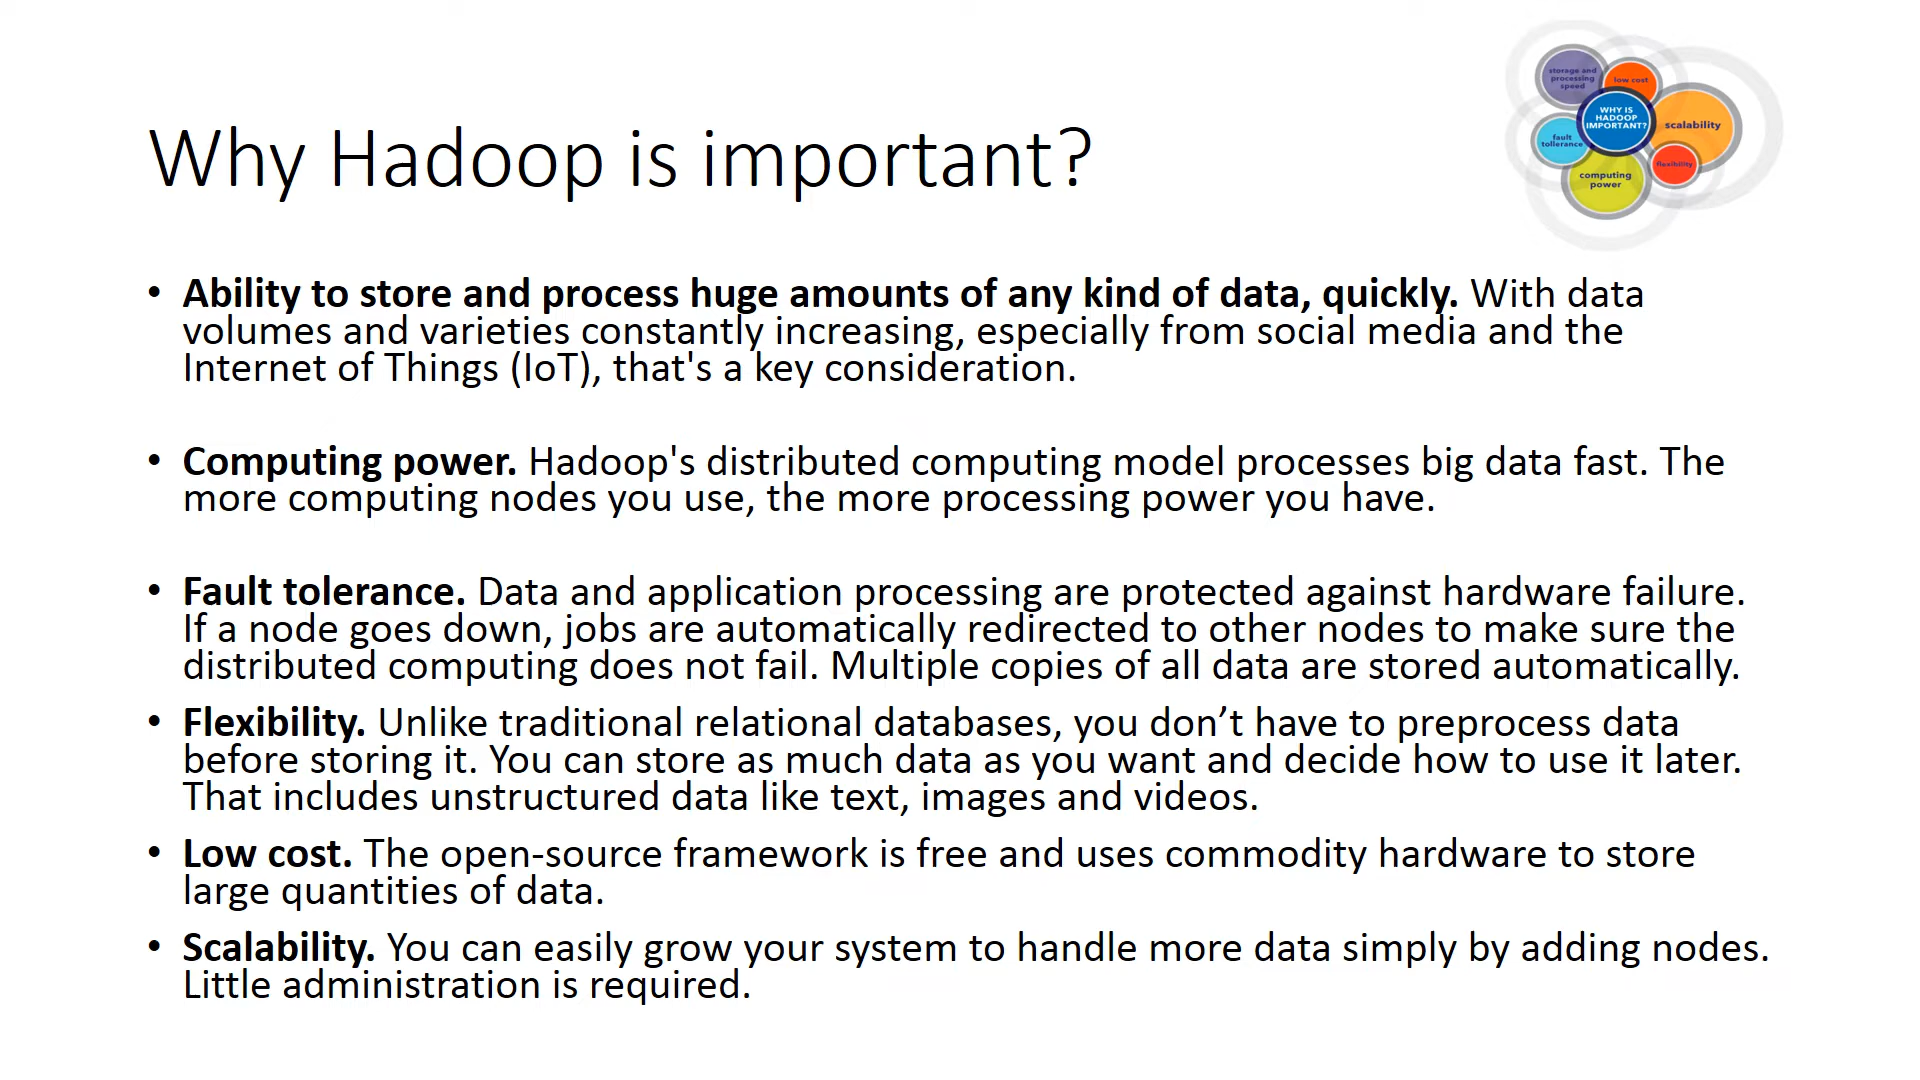 Why Hadoop is important?
storage and
processing
speed
low cost
WHY IS
HADOOP
IMPORTANT?
scalability
fault
tollerance
flexibility
computing
power
• Ability to store and process huge amounts of any kind of data, quickly. With data
volumes and varieties constantly increasing, especially from social media and the
Internet of Things (IoT), that's a key consideration.
• Computing power. Hadoop's distributed computing model processes big data fast. The
more computing nodes you use, the more processing power you have.
• Fault tolerance. Data and application processing are protected against hardware failure.
If a node goes down, jobs are automatically redirected to other nodes to make sure the
distributed computing does not fail. Multiple copies of all data are stored automatically.
• Flexibility. Unlike traditional relational databases, you don’t have to preprocess data
before storing it. You can store as much data as you want and decide how to use it later.
That includes unstructured data like text, images and videos.
• Low cost. The open-source framework is free and uses commodity hardware to store
large quantities of data.
• Scalability. You can easily grow your system to handle more data simply by adding nodes.
Little administration is required.